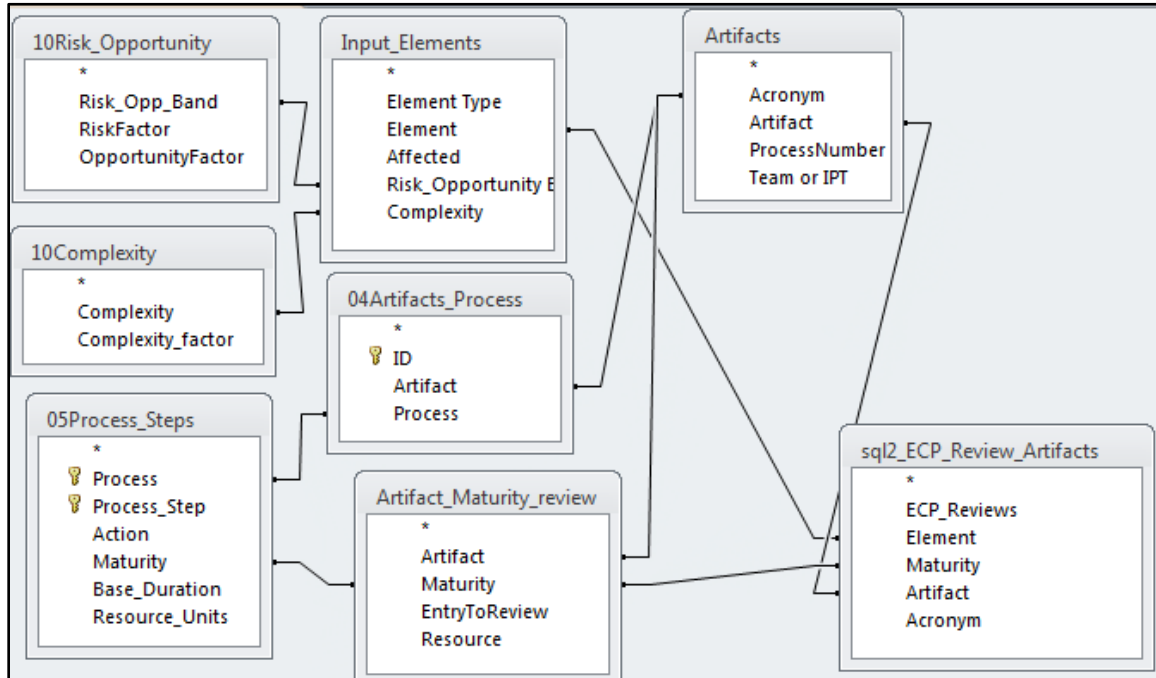 10Risk_Opportunity
*
Risk_Opp_Band
RiskFactor
OpportunityFactor
Input_Elements
*
Element Type
Element
Affected
Risk_Opportunity E
Complexity
Artifacts
*
Acronym
Artifact
ProcessNumber
Team or IPT
10Complexity
*
Complexity
Complexity_factor
04Artifacts_Process
*
ID
Artifact
Process
05Process_Steps
*
Process
Process_Step
Action
Maturity
Base_Duration
Resource_Units
Artifact_Maturity_review
*
Artifact
Maturity
EntryToReview
Resource
sql2_ECP_Review_Artifacts
*
ECP_Reviews
Element
Maturity
Artifact
Acronym